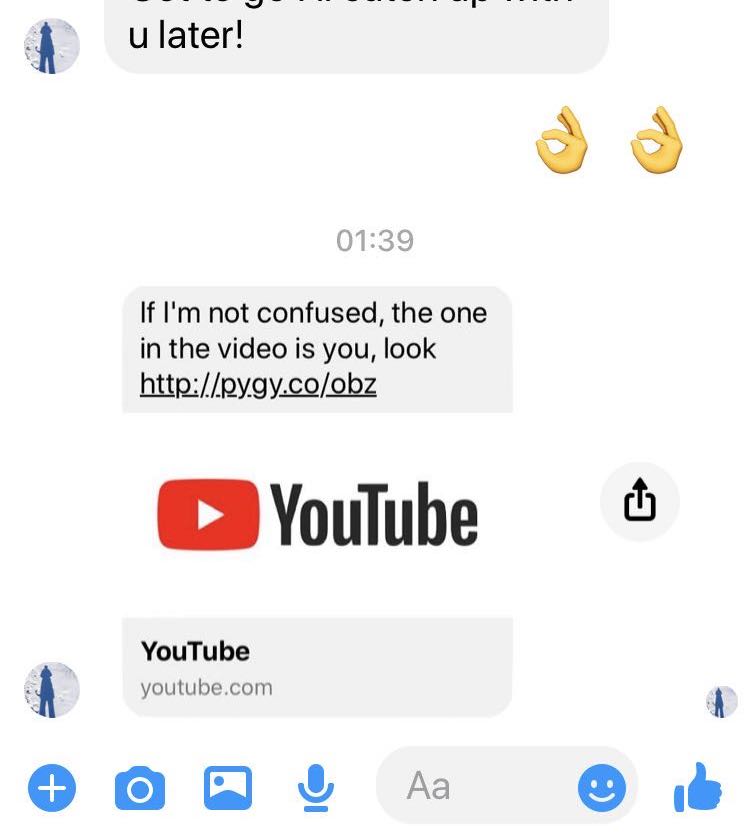 u later!
01:39
If I'm not confused, the one
in the video is you, look
http://pygy.co/obz
YouTube
YouTube
youtube.com
Aa